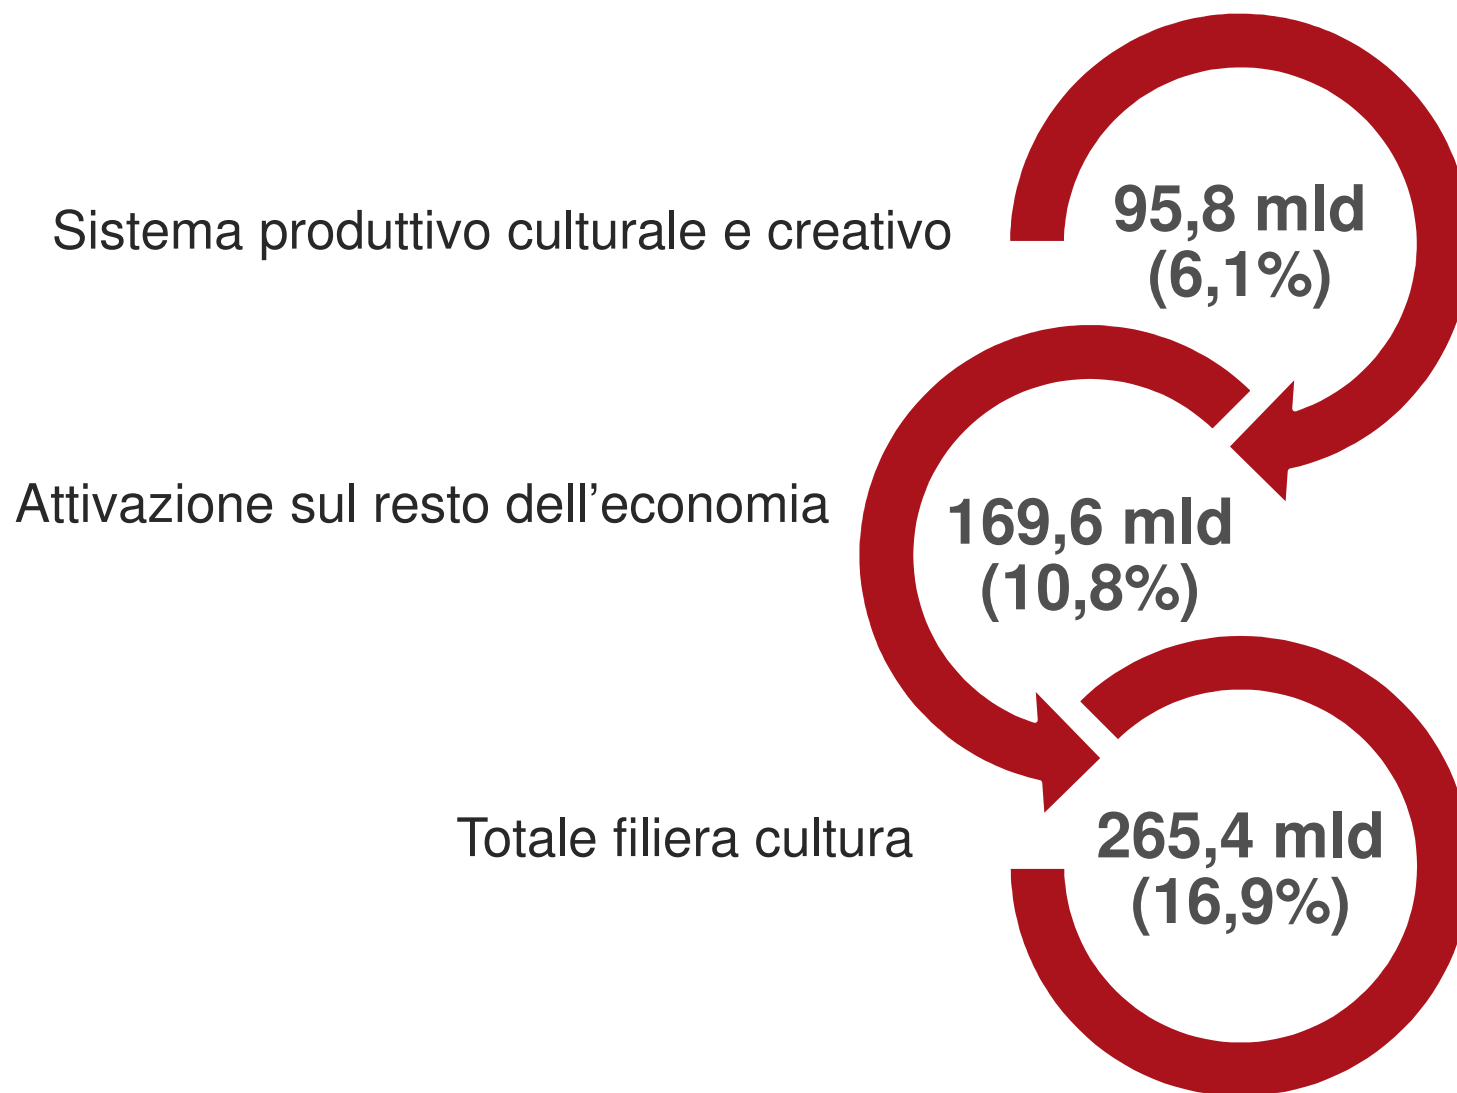 Sistema produttivo culturale e creativo
95,8 mld
(6,1%)
Attivazione sul resto dell’economia
169,6 mld
(10,8%)
Totale filiera cultura
265,4 mld
(16,9%)